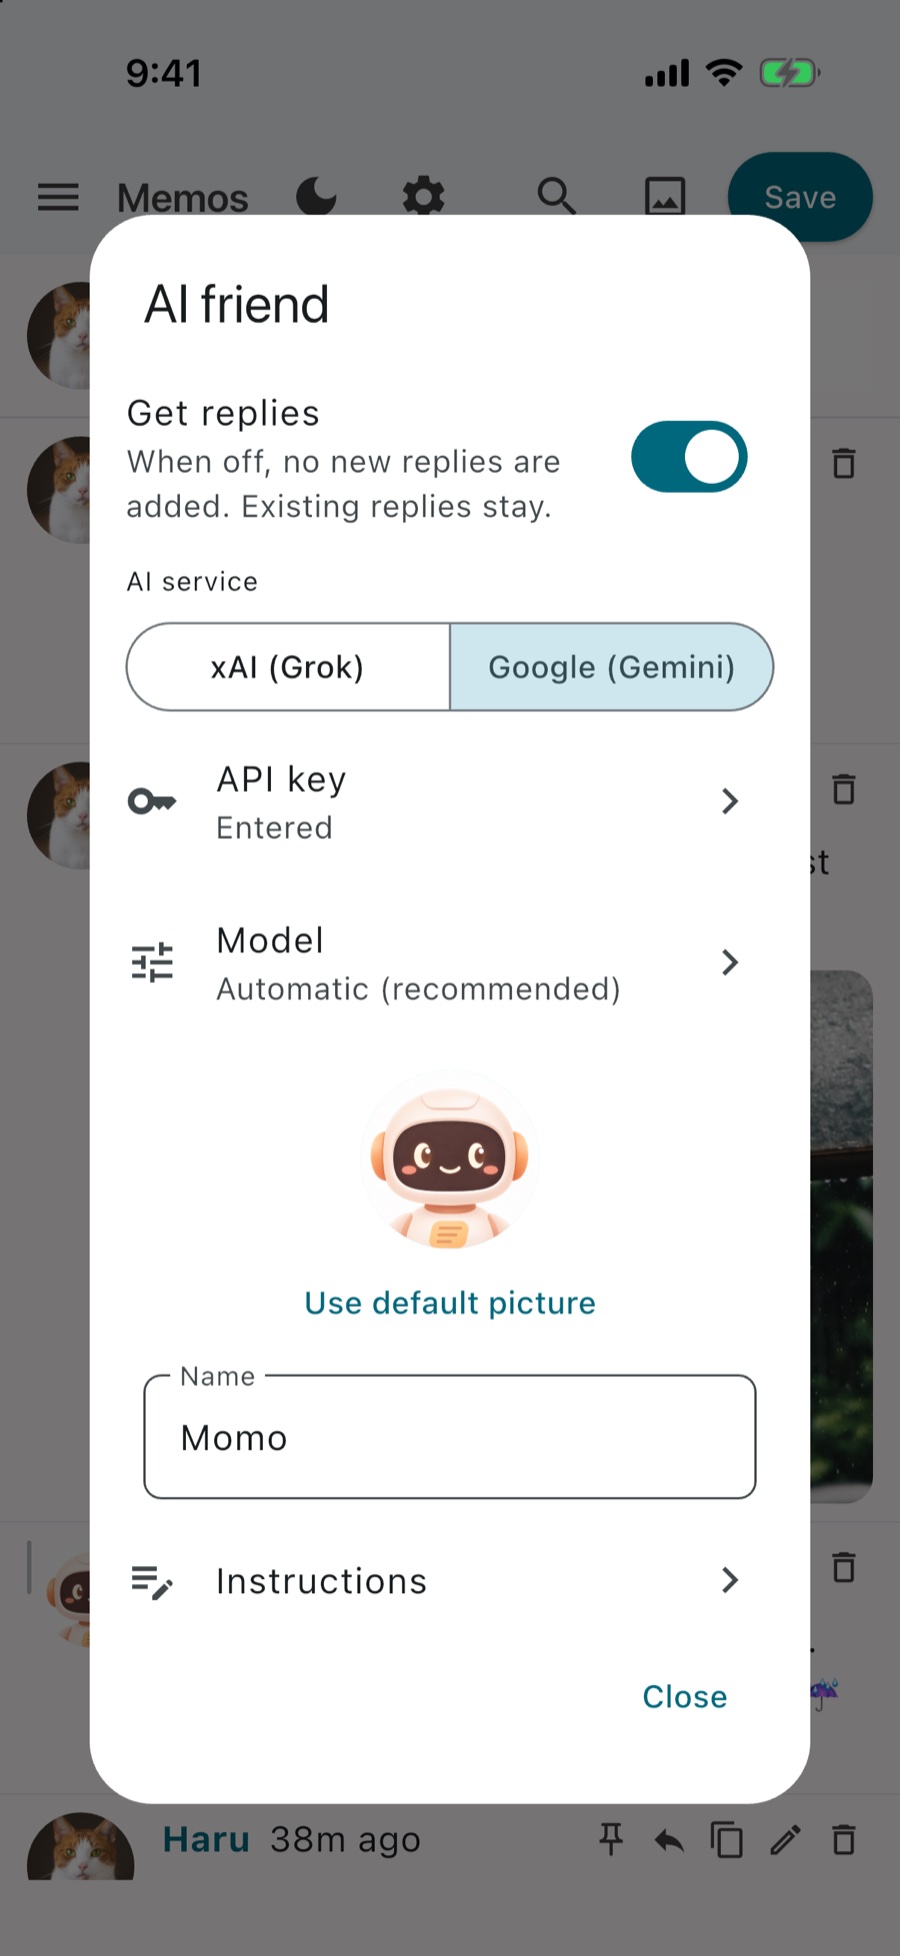 9:41
Memos
Save
AI friend
Get replies
When off, no new replies are
added. Existing replies stay.
AI service
xAI (Grok)
Google (Gemini)
API key
Entered
st
Model
Automatic (recommended)
Use default picture
Name
Momo
Instructions
Close
Haru 38m ago